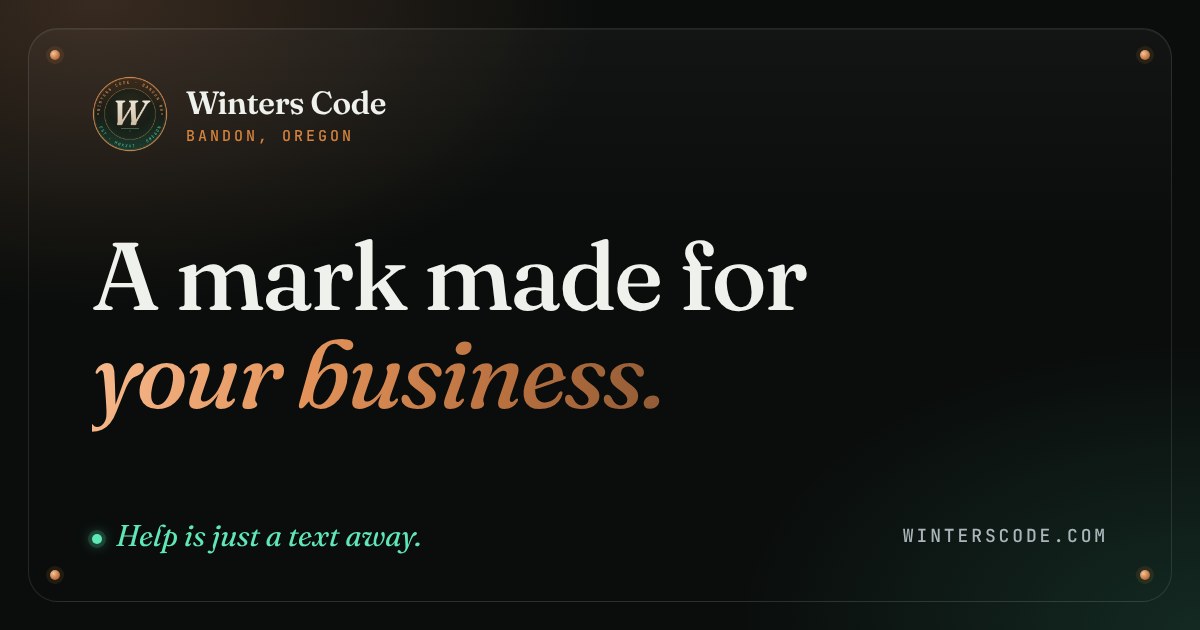 W
Winters Code
BANDON, OREGON
A mark made for
your business.
Help is just a text away.
WINTERSCODE.COM